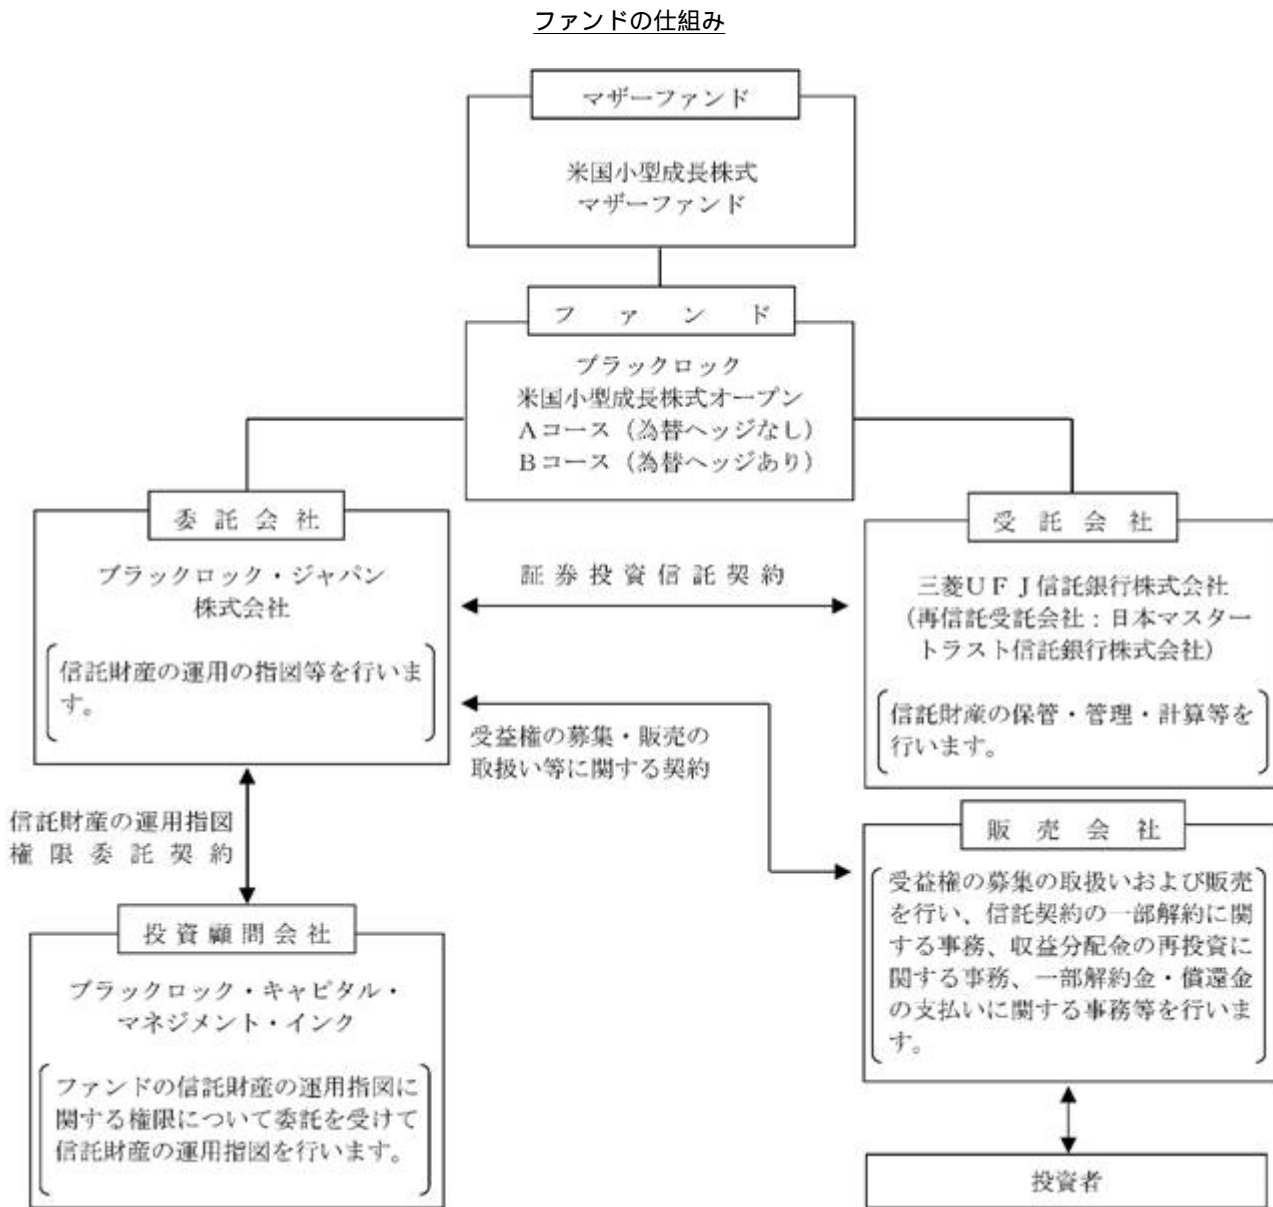 ファンドの仕組み
マザーファンド
米国小型成長株式
マザーファンド
ファンド
ブラックロック
米国小型成長株式オープン
Aコース（為替ヘッジなし）
Bコース（為替ヘッジあり）
委託会社
ブラックロック・ジャパン
株式会社
信託財産の運用の指図等を行いま
す。
証券投資信託契約
受託会社
三菱UFJ信託銀行株式会社
（再信託受託会社：日本マスター
トラスト信託銀行株式会社）
信託財産の保管・管理・計算等を
行います。
受益権の募集・販売の
取扱い等に関する契約
信託財産の運用指図
権限委託契約
販売会社
受益権の募集の取扱いおよび販売
を行い、信託契約の一部解約に関
する事務、収益分配金の再投資に
関する事務、一部解約金・償還金
の支払いに関する事務等を行いま
す。
投資顧問会社
ブラックロック・キャピタル・
マネジメント・インク
ファンドの信託財産の運用指図に
関する権限について委託を受けて
信託財産の運用指図を行います。
投資者